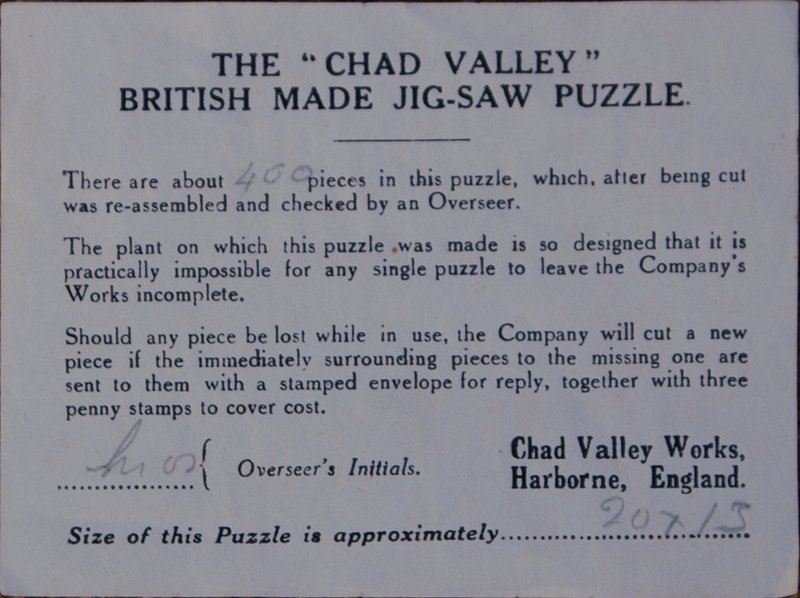 THE "CHAD VALLEY"
BRITISH MADE JIG-SAW PUZZLE.
There are about 400 pieces in this puzzle, which, after being cut
was re-assembled and checked by an Overseer.
The plant on which this puzzle was made is so designed that it is
practically impossible for any single puzzle to leave the Company's
Works incomplete.
Should any piece be lost while in use, the Company will cut a new
piece if the immediately surrounding pieces to the missing one are
sent to them with a stamped envelope for reply, together with three
penny stamps to cover cost.
Overseer's Initials.
Chad Valley Works,
Harborne, England.
Size of this Puzzle is approximately 20 x 13